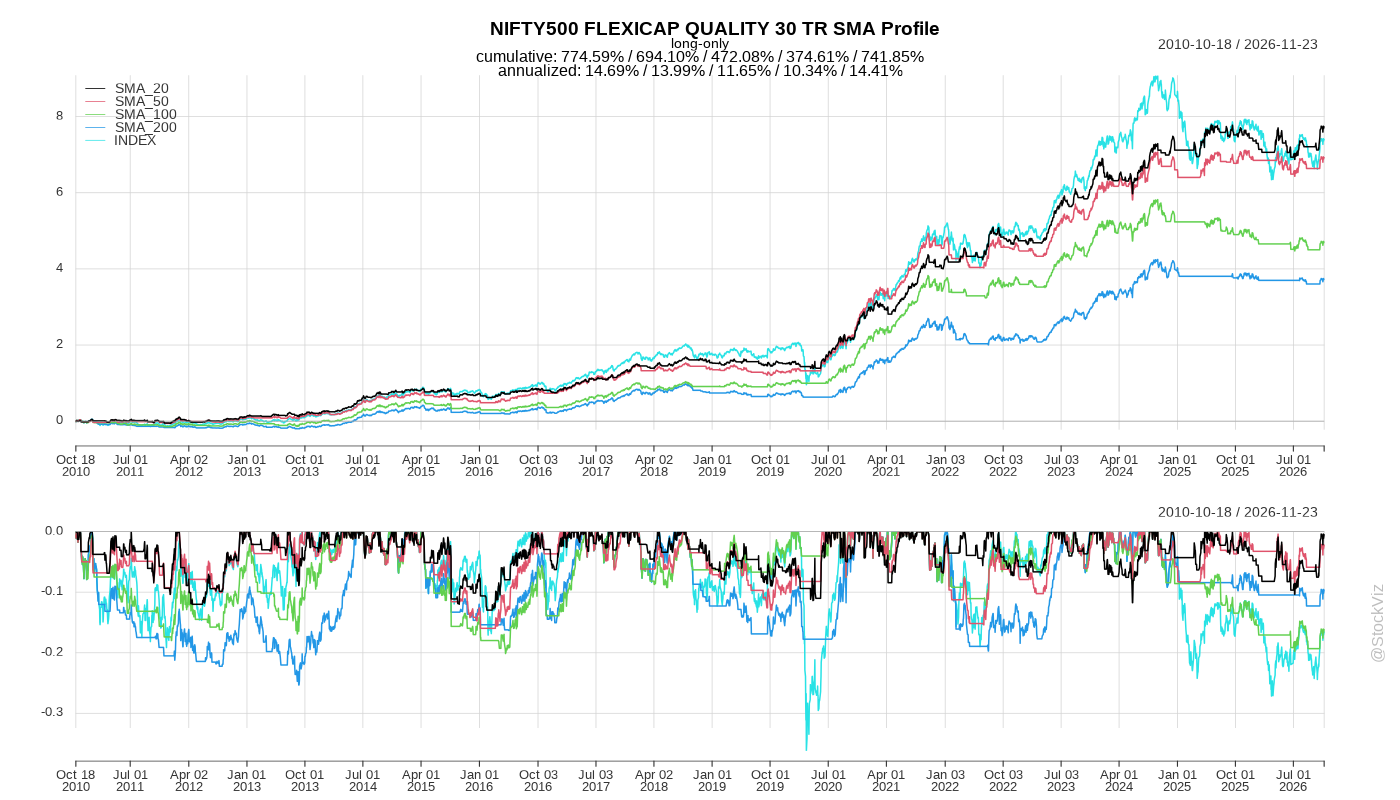 NIFTY500 FLEXICAP QUALITY 30 TR SMA Profile
long-only
cumulative: 774.59% / 694.10% / 472.08% / 374.61% / 741.85%
annualized: 14.69% / 13.99% / 11.65% / 10.34% / 14.41%
2010-10-18 / 2026-11-23
SMA_20
SMA_50
SMA_100
SMA_200
INDEX
8
6
4
2
0
Oct 18 Jul 01 Apr 02 Jan 01 Oct 01 Jul 01 Apr 01 Jan 01 Oct 03 Jul 03 Apr 02 Jan 01 Oct 01 Jul 01 Apr 01 Jan 03 Oct 03 Jul 03 Apr 01 Jan 01 Oct 01 Jul 01
2010 2011 2012 2013 2013 2014 2015 2016 2016 2017 2018 2019 2019 2020 2021 2022 2022 2023 2024 2025 2025 2026
2010-10-18 / 2026-11-23
0.0
-0.1
-0.2
-0.3
Oct 18 Jul 01 Apr 02 Jan 01 Oct 01 Jul 01 Apr 01 Jan 01 Oct 03 Jul 03 Apr 02 Jan 01 Oct 01 Jul 01 Apr 01 Jan 03 Oct 03 Jul 03 Apr 01 Jan 01 Oct 01 Jul 01
2010 2011 2012 2013 2013 2014 2015 2016 2016 2017 2018 2019 2019 2020 2021 2022 2022 2023 2024 2025 2025 2026
@StockViz